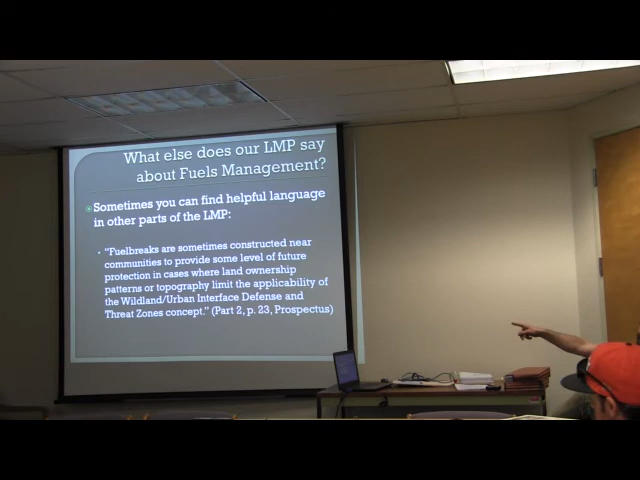 What else does our LMP say
about Fuels Management?
Sometimes you can find helpful language
in other parts of the LMP:
"Fuelbreaks are sometimes constructed near
communities to provide some level of future
protection in cases where land ownership
patterns or topography limit the applicability of
the Wildland/Urban Interface Defense and
Threat Zones concept." (Part 2, p. 23, Prospectus)